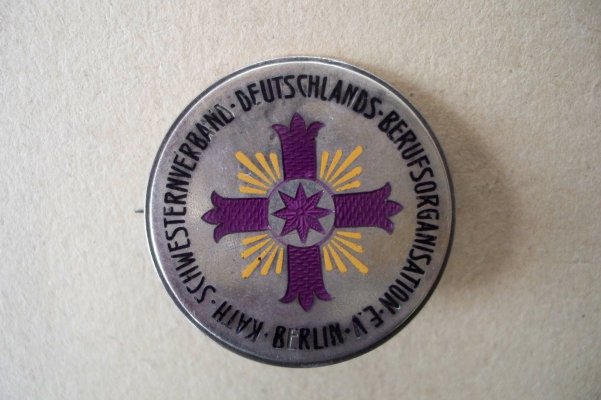 KATH · SCHWESTERNVERBAND · DEUTSCHLANDS · BERUFSORGANISATION · E.V. · BERLIN ·